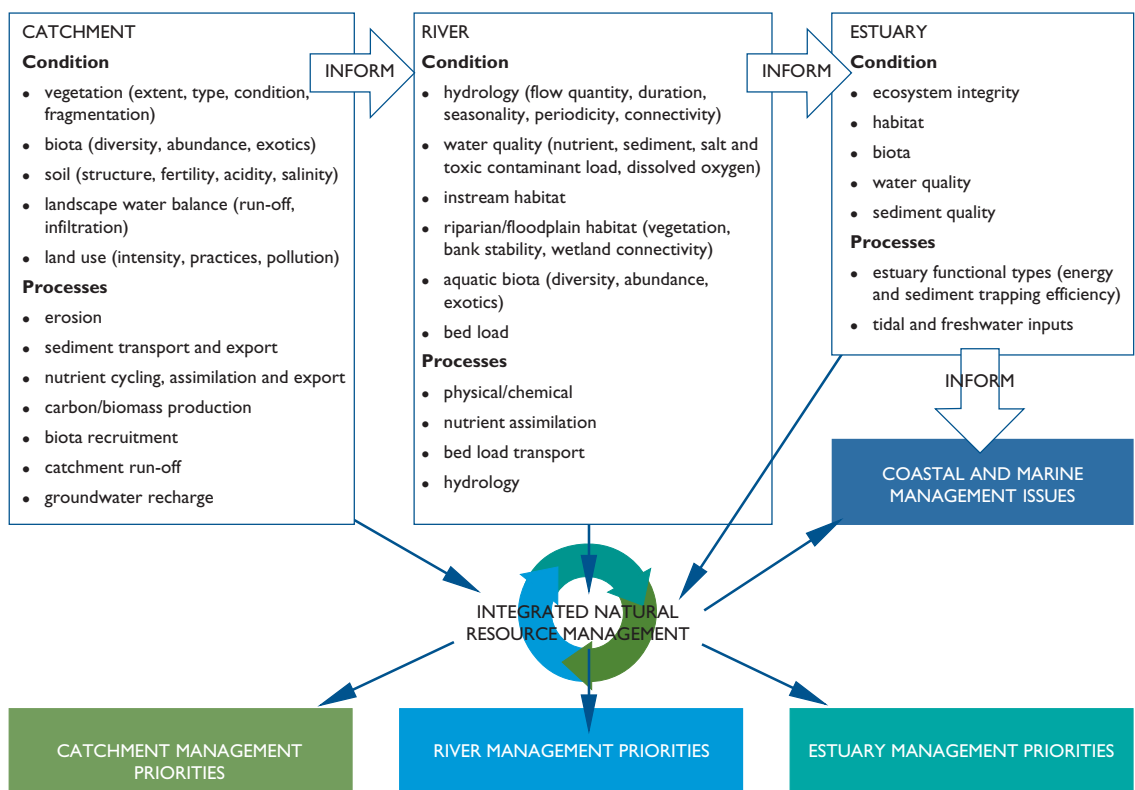 CATCHMENT
Condition
• vegetation (extent, type, condition,
fragmentation)
• biota (diversity, abundance, exotics)
• soil (structure, fertility, acidity, salinity)
• landscape water balance (run-off,
infiltration)
• land use (intensity, practices, pollution)
Processes
• erosion
• sediment transport and export
• nutrient cycling, assimilation and export
• carbon/biomass production
• biota recruitment
• catchment run-off
• groundwater recharge
INFORM
RIVER
Condition
• hydrology (flow quantity, duration,
seasonality, periodicity, connectivity)
• water quality (nutrient, sediment, salt and
toxic contaminant load, dissolved oxygen)
• instream habitat
• riparian/floodplain habitat (vegetation,
bank stability, wetland connectivity)
• aquatic biota (diversity, abundance,
exotics)
• bed load
Processes
• physical/chemical
• nutrient assimilation
• bed load transport
• hydrology
INFORM
ESTUARY
Condition
• ecosystem integrity
• habitat
• biota
• water quality
• sediment quality
Processes
• estuary functional types (energy
and sediment trapping efficiency)
• tidal and freshwater inputs
INFORM
COASTAL AND MARINE
MANAGEMENT ISSUES
INTEGRATED NATURAL
RESOURCE MANAGEMENT
CATCHMENT MANAGEMENT
PRIORITIES
RIVER MANAGEMENT PRIORITIES
ESTUARY MANAGEMENT PRIORITIES